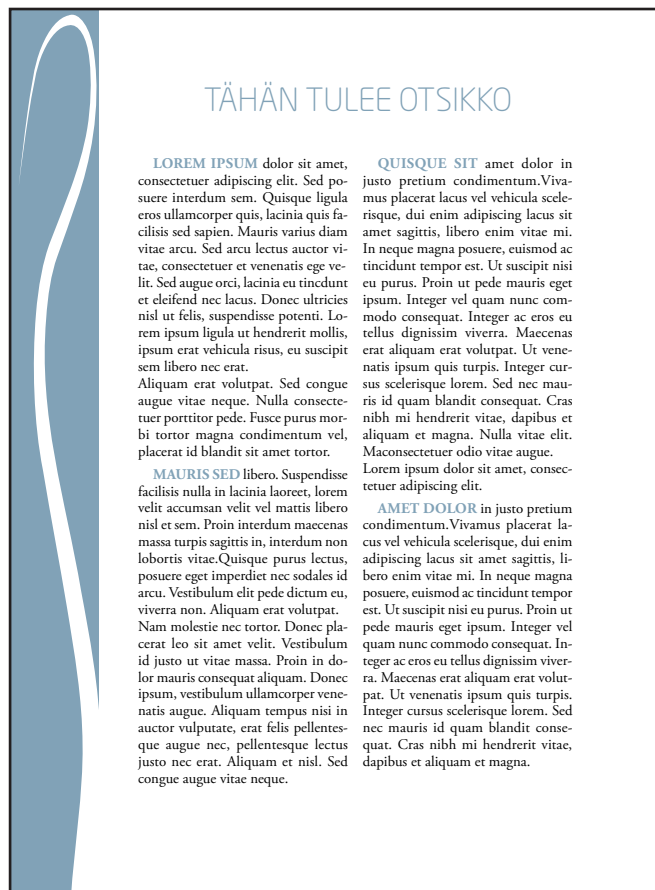 TÄHÄN TULEE OTSIKKO
LOREM IPSUM dolor sit amet,
consectetuer adipiscing elit. Sed po-
suere interdum sem. Quisque ligula
eros ullamcorper quis, lacinia quis fa-
cilisis sed sapien. Mauris varius diam
vitae arcu. Sed arcu lectus auctor vi-
tae, consectetuer et venenatis ege ve-
lit. Sed augue orci, lacinia eu tincdunt
et eleifend nec lacus. Donec ultricies
nisl ut felis, suspendisse potenti. Lo-
rem ipsum ligula ut hendrerit mollis,
ipsum erat vehicula risus, eu suscipit
sem libero nec erat.
Aliquam erat volutpat. Sed congue
augue vitae neque. Nulla consecte-
tuer porttitor pede. Fusce purus mor-
bi tortor magna condimentum vel,
placerat id blandit sit amet tortor.
MAURIS SED libero. Suspendisse
facilisis nulla in lacinia laoreet, lorem
velit accumsan velit vel mattis libero
nisl et sem. Proin interdum maecenas
massa turpis sagittis in, interdum non
lobortis vitae.Quisque purus lectus,
posuere eget imperdiet nec sodales id
arcu. Vestibulum elit pede dictum eu,
viverra non. Aliquam erat volutpat.
Nam molestie nec tortor. Donec pla-
cerat leo sit amet velit. Vestibulum
id justo ut vitae massa. Proin in do-
lor mauris consequat aliquam. Donec
ipsum, vestibulum ullamcorper vene-
natis augue. Aliquam tempus nisi in
auctor vulputate, erat felis pellentes-
que augue nec, pellentesque lectus
justo nec erat. Aliquam et nisl. Sed
congue augue vitae neque.
QUISQUE SIT amet dolor in
justo pretium condimentum.Viva-
mus placerat lacus vel vehicula scele-
risque, dui enim adipiscing lacus sit
amet sagittis, libero enim vitae mi.
In neque magna posuere, euismod ac
tincidunt tempor est. Ut suscipit nisi
eu purus. Proin ut pede mauris eget
ipsum. Integer vel quam nunc com-
modo consequat. Integer ac eros eu
tellus dignissim viverra. Maecenas
erat aliquam erat volutpat. Ut vene-
natis ipsum quis turpis. Integer cur-
sus scelerisque lorem. Sed nec mau-
ris id quam blandit consequat. Cras
nibh mi hendrerit vitae, dapibus et
aliquam et magna. Nulla vitae elit.
Maconsectetuer odio vitae augue.
Lorem ipsum dolor sit amet, consec-
tetuer adipiscing elit.
AMET DOLOR in justo pretium
condimentum.Vivamus placerat la-
cus vel vehicula scelerisque, dui enim
adipiscing lacus sit amet sagittis, li-
bero enim vitae mi. In neque magna
posuere, euismod ac tincidunt tempor
est. Ut suscipit nisi eu purus. Proin ut
pede mauris eget ipsum. Integer vel
quam nunc commodo consequat. In-
teger ac eros eu tellus dignissim viver-
ra. Maecenas erat aliquam erat volut-
pat. Ut venenatis ipsum quis turpis.
Integer cursus scelerisque lorem. Sed
nec mauris id quam blandit conse-
quat. Cras nibh mi hendrerit vitae,
dapibus et aliquam et magna.